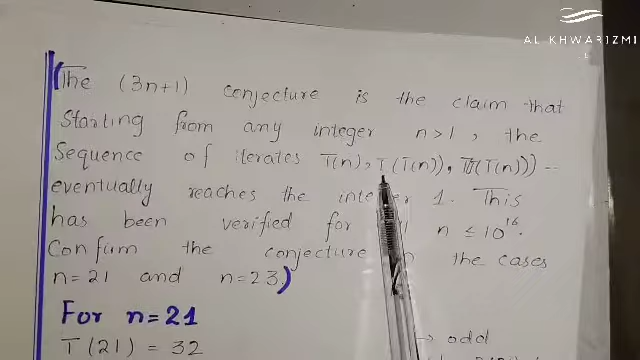 AL-KHWARIZMI
(The (3n+1) conjecture is the claim that
Starting from any integer n>1, the
Sequence of iterates T(n), T(T(n)), T(T(T(n))) --
eventually reaches the integer 1. This
has been verified for n ≤ 10^16.
Confirm the conjecture the cases
n=21 and n=23)
For n=21
T(21) = 32
→ odd